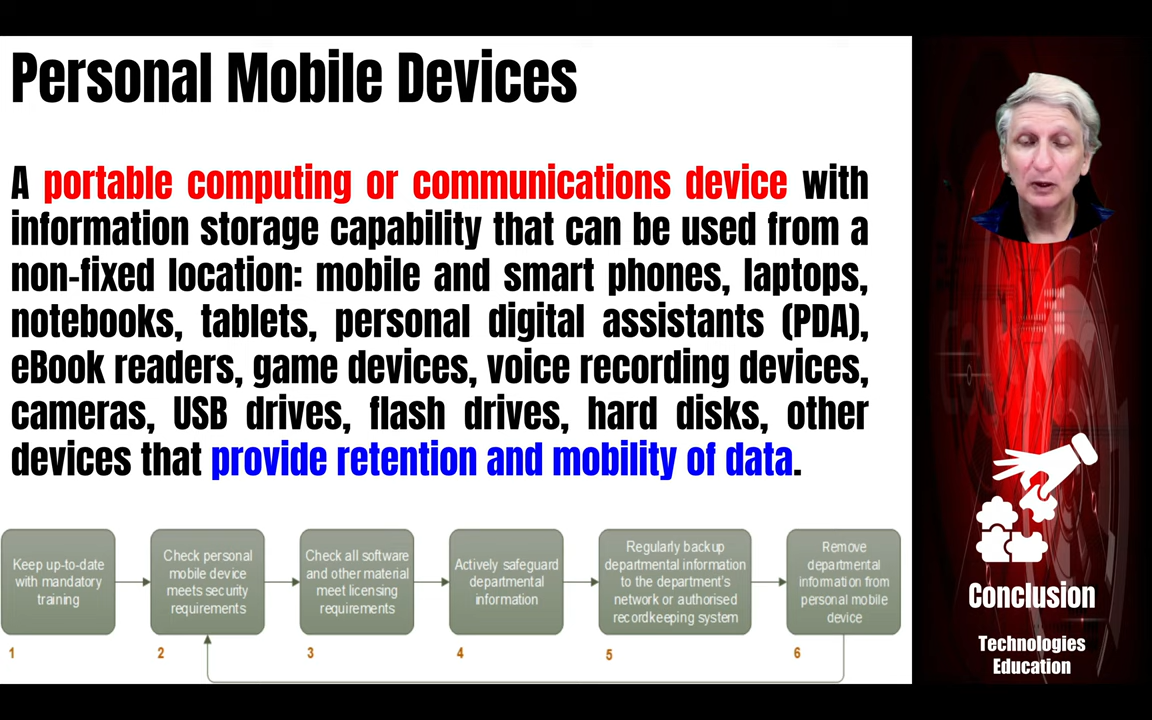 Personal Mobile Devices
A portable computing or communications device with
information storage capability that can be used from a
non-fixed location: mobile and smart phones, laptops,
notebooks, tablets, personal digital assistants (PDA),
eBook readers, game devices, voice recording devices,
cameras, USB drives, flash drives, hard disks, other
devices that provide retention and mobility of data.
Keep up-to-date
with mandatory
training
1
Check personal
mobile device
meets security
requirements
2
Check all software
and other material
meet licensing
requirements
3
Actively safeguard
departmental
information
4
Regularly backup
departmental information
to the department's
network or authorised
recordkeeping system
5
Remove
departmental
information from
personal mobile
device
6
Conclusion
Technologies
Education